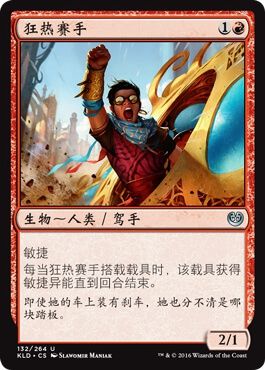 狂热赛手 1
生物～人类 / 驾手
敏捷
每当狂热赛手搭载载具时，该载具获得
敏捷异能直到回合结束。
即使她的车上装有刹车，她也分不清是哪
块踏板。
2/1
132/264 U
KLD • CS SLAWOMIR MANIAK
™ & © 2016 Wizards of the Coast